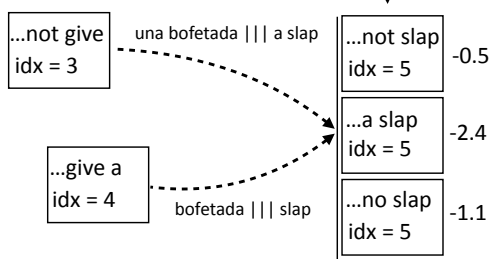 ...not give
idx = 3
una bofetada ||| a slap
...give a
idx = 4
bofetada ||| slap
...not slap
idx = 5
-0.5
...a slap
idx = 5
-2.4
...no slap
idx = 5
-1.1